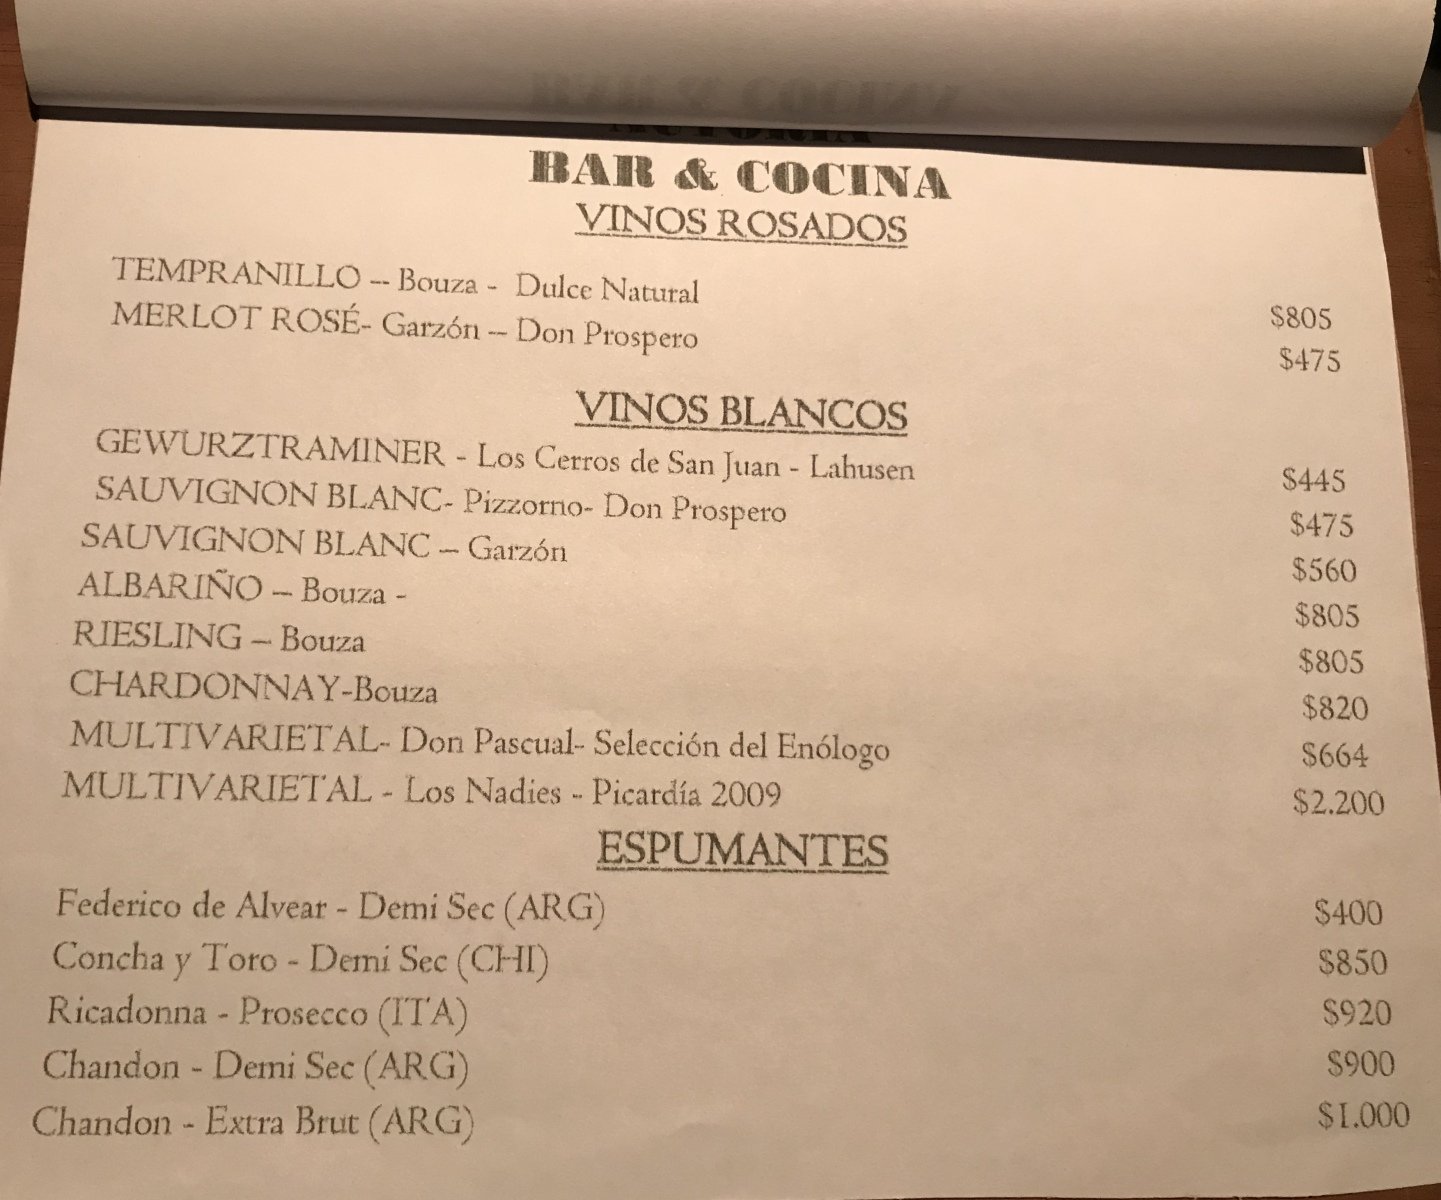 BAR & COCINA
VINOS ROSADOS
TEMPRANILLO -- Bouza - Dulce Natural $805
MERLOT ROSÉ- Garzón – Don Prospero $475
VINOS BLANCOS
GEWURZTRAMINER - Los Cerros de San Juan - Lahusen $445
SAUVIGNON BLANC- Pizzorno- Don Prospero $475
SAUVIGNON BLANC – Garzón $560
ALBARIÑO – Bouza - $805
RIESLING – Bouza $805
CHARDONNAY-Bouza $820
MULTIVARIETAL- Don Pascual- Selección del Enólogo $664
MULTIVARIETAL - Los Nadies - Picardía 2009 $2.200
ESPUMANTES
Federico de Alvear - Demi Sec (ARG) $400
Concha y Toro - Demi Sec (CHI) $850
Ricadonna - Prosecco (ITA) $920
Chandon - Demi Sec (ARG) $900
Chandon - Extra Brut (ARG) $1.000